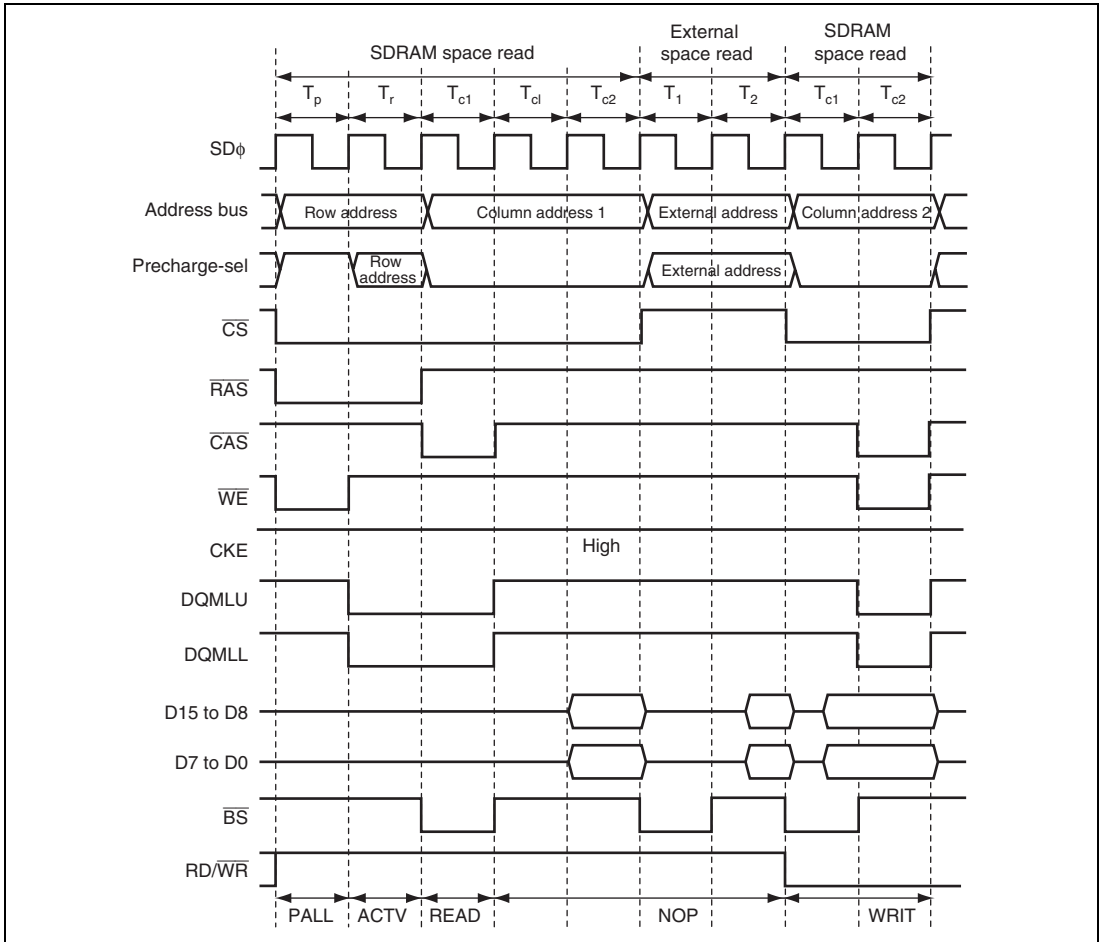 External
space read
SDRAM
space read
SDRAM space read
Tp Tr Tc1 Tcl Tc2 T1 T2 Tc1 Tc2
SDϕ
Address bus Row address Column address 1 External address Column address 2
Precharge-sel Row
address External address
CS
RAS
CAS
WE
CKE High
DQMLU
DQMLL
D15 to D8
D7 to D0
BS
RD/WR
PALL ACTV READ NOP WRIT